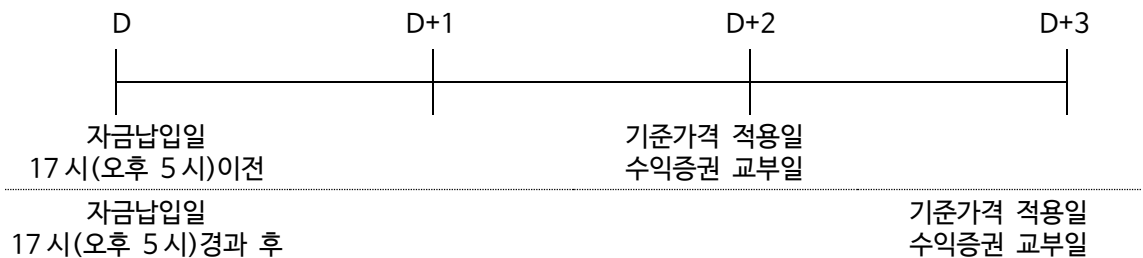 D D+1 D+2 D+3
자금납입일 기준가격 적용일
17시(오후 5시)이전 수익증권 교부일
자금납입일 기준가격 적용일
17시(오후 5시)경과 후 수익증권 교부일